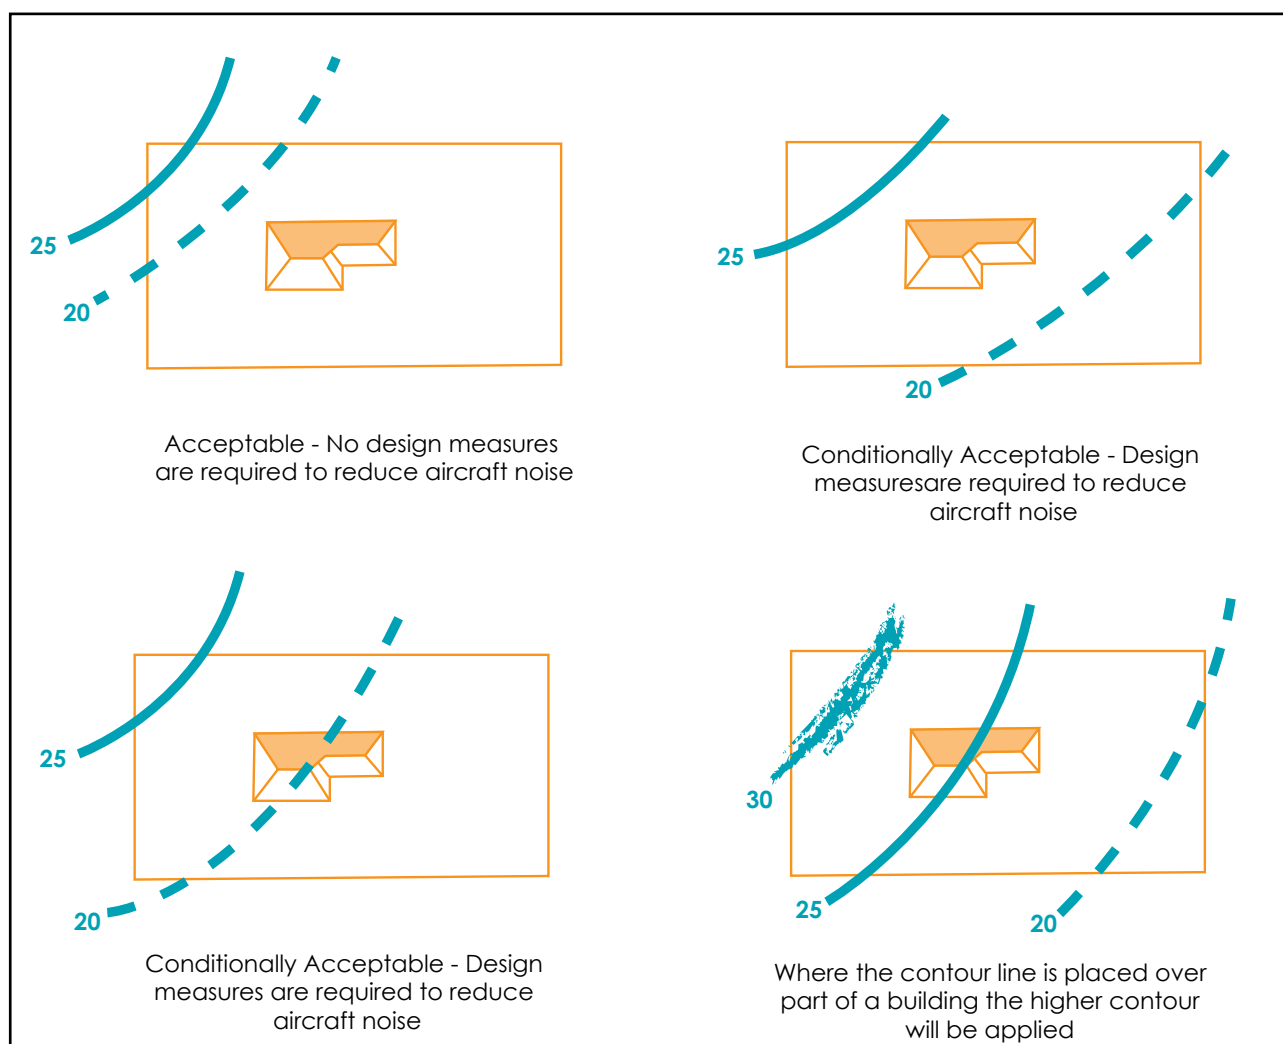 25
20
Acceptable - No design measures
are required to reduce aircraft noise
25
20
Conditionally Acceptable - Design
measuresare required to reduce
aircraft noise
25
20
Conditionally Acceptable - Design
measures are required to reduce
aircraft noise
30
25
20
Where the contour line is placed over
part of a building the higher contour
will be applied